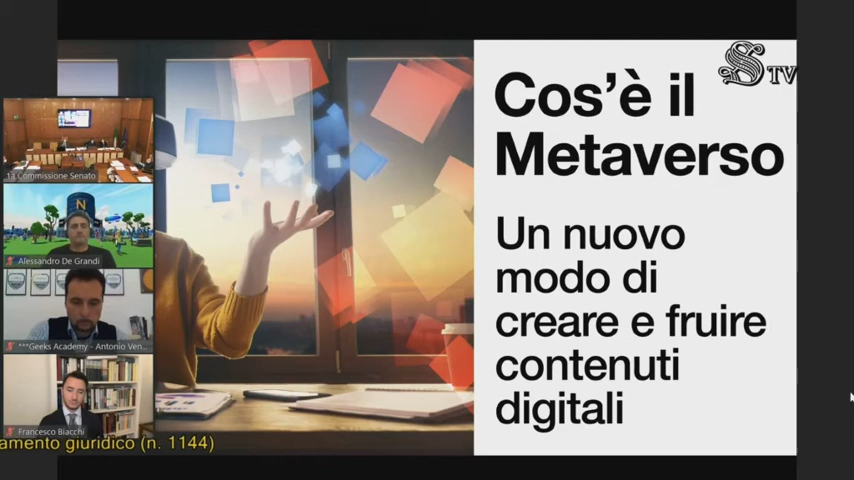 S TV
Cos'è il
Metaverso
Un nuovo
modo di
creare e fruire
contenuti
digitali
1a Commissione Senato
Alessandro De Grandi
***Geeks Academy - Antonio Ven...
Francesco Biacchi
amento giuridico (n. 1144)